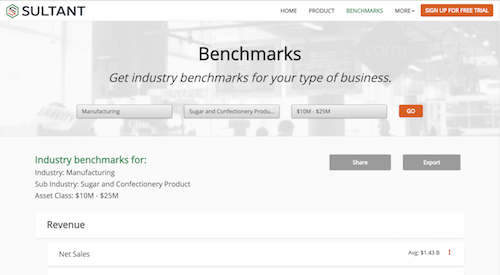 SULTANT
HOME PRODUCT BENCHMARKS MORE SIGN UP FOR FREE TRIAL
Benchmarks
Get industry benchmarks for your type of business.
Manufacturing Sugar and Confectionery Produ... $10M - $25M GO
Industry benchmarks for:
Share Export
Industry: Manufacturing
Sub Industry: Sugar and Confectionery Product
Asset Class: $10M - $25M
Revenue
Net Sales Avg: $1.43 B